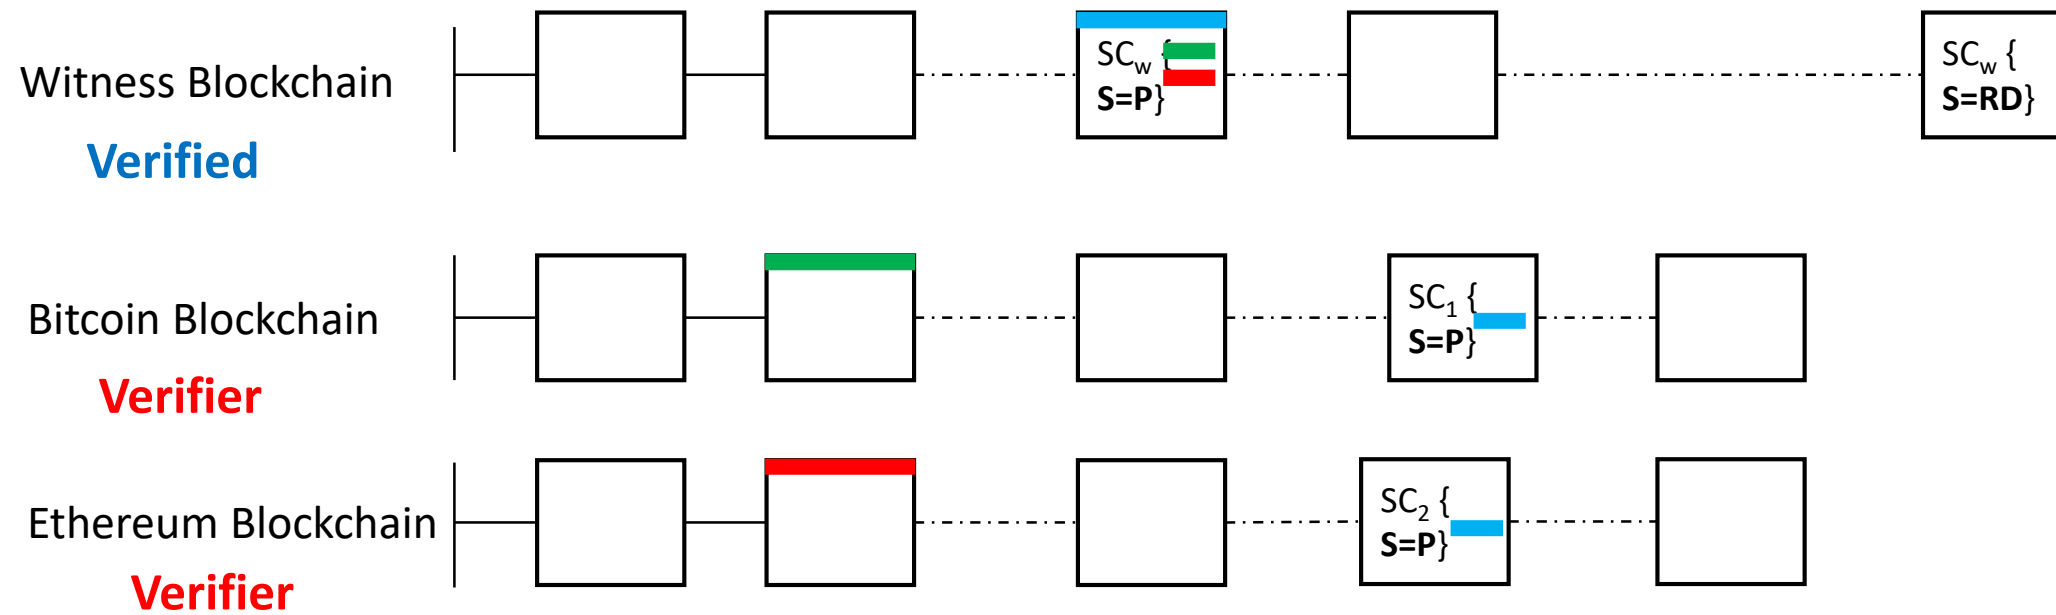 Witness Blockchain
Verified
SCw {
S=P}
SCw {
S=RD}
Bitcoin Blockchain
Verifier
SC1 {
S=P}
Ethereum Blockchain
Verifier
SC2 {
S=P}